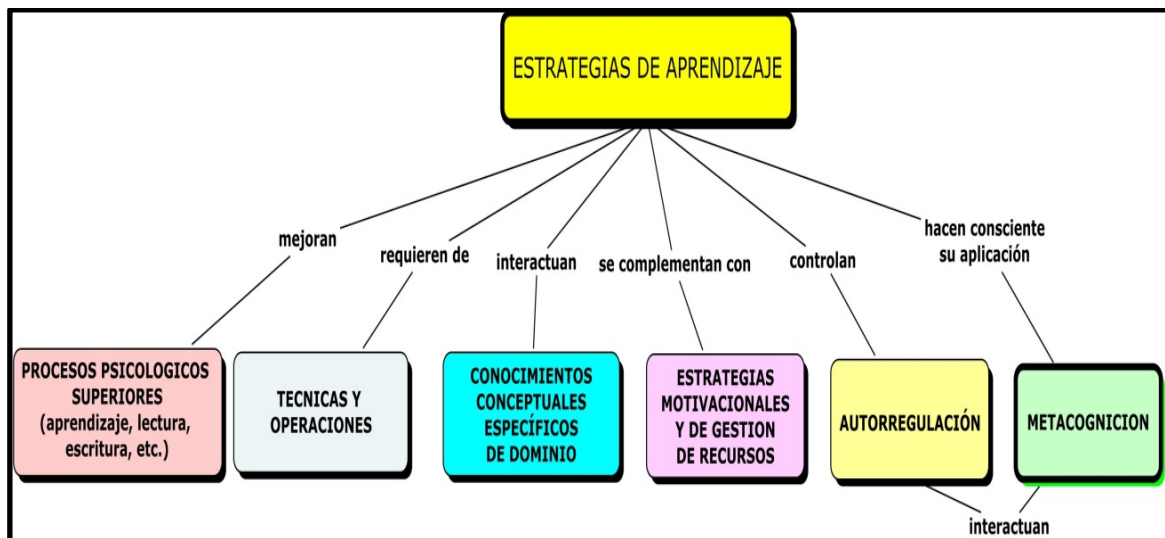 ESTRATEGIAS DE APRENDIZAJE
mejoran
requieren de
interactuan
se complementan con
controlan
hacen consciente
su aplicación
PROCESOS PSICOLOGICOS
SUPERIORES
(aprendizaje, lectura,
escritura, etc.)
TECNICAS Y
OPERACIONES
CONOCIMIENTOS
CONCEPTUALES
ESPECÍFICOS
DE DOMINIO
ESTRATEGIAS
MOTIVACIONALES
Y DE GESTION
DE RECURSOS
AUTORREGULACIÓN
METACOGNICION
interactuan